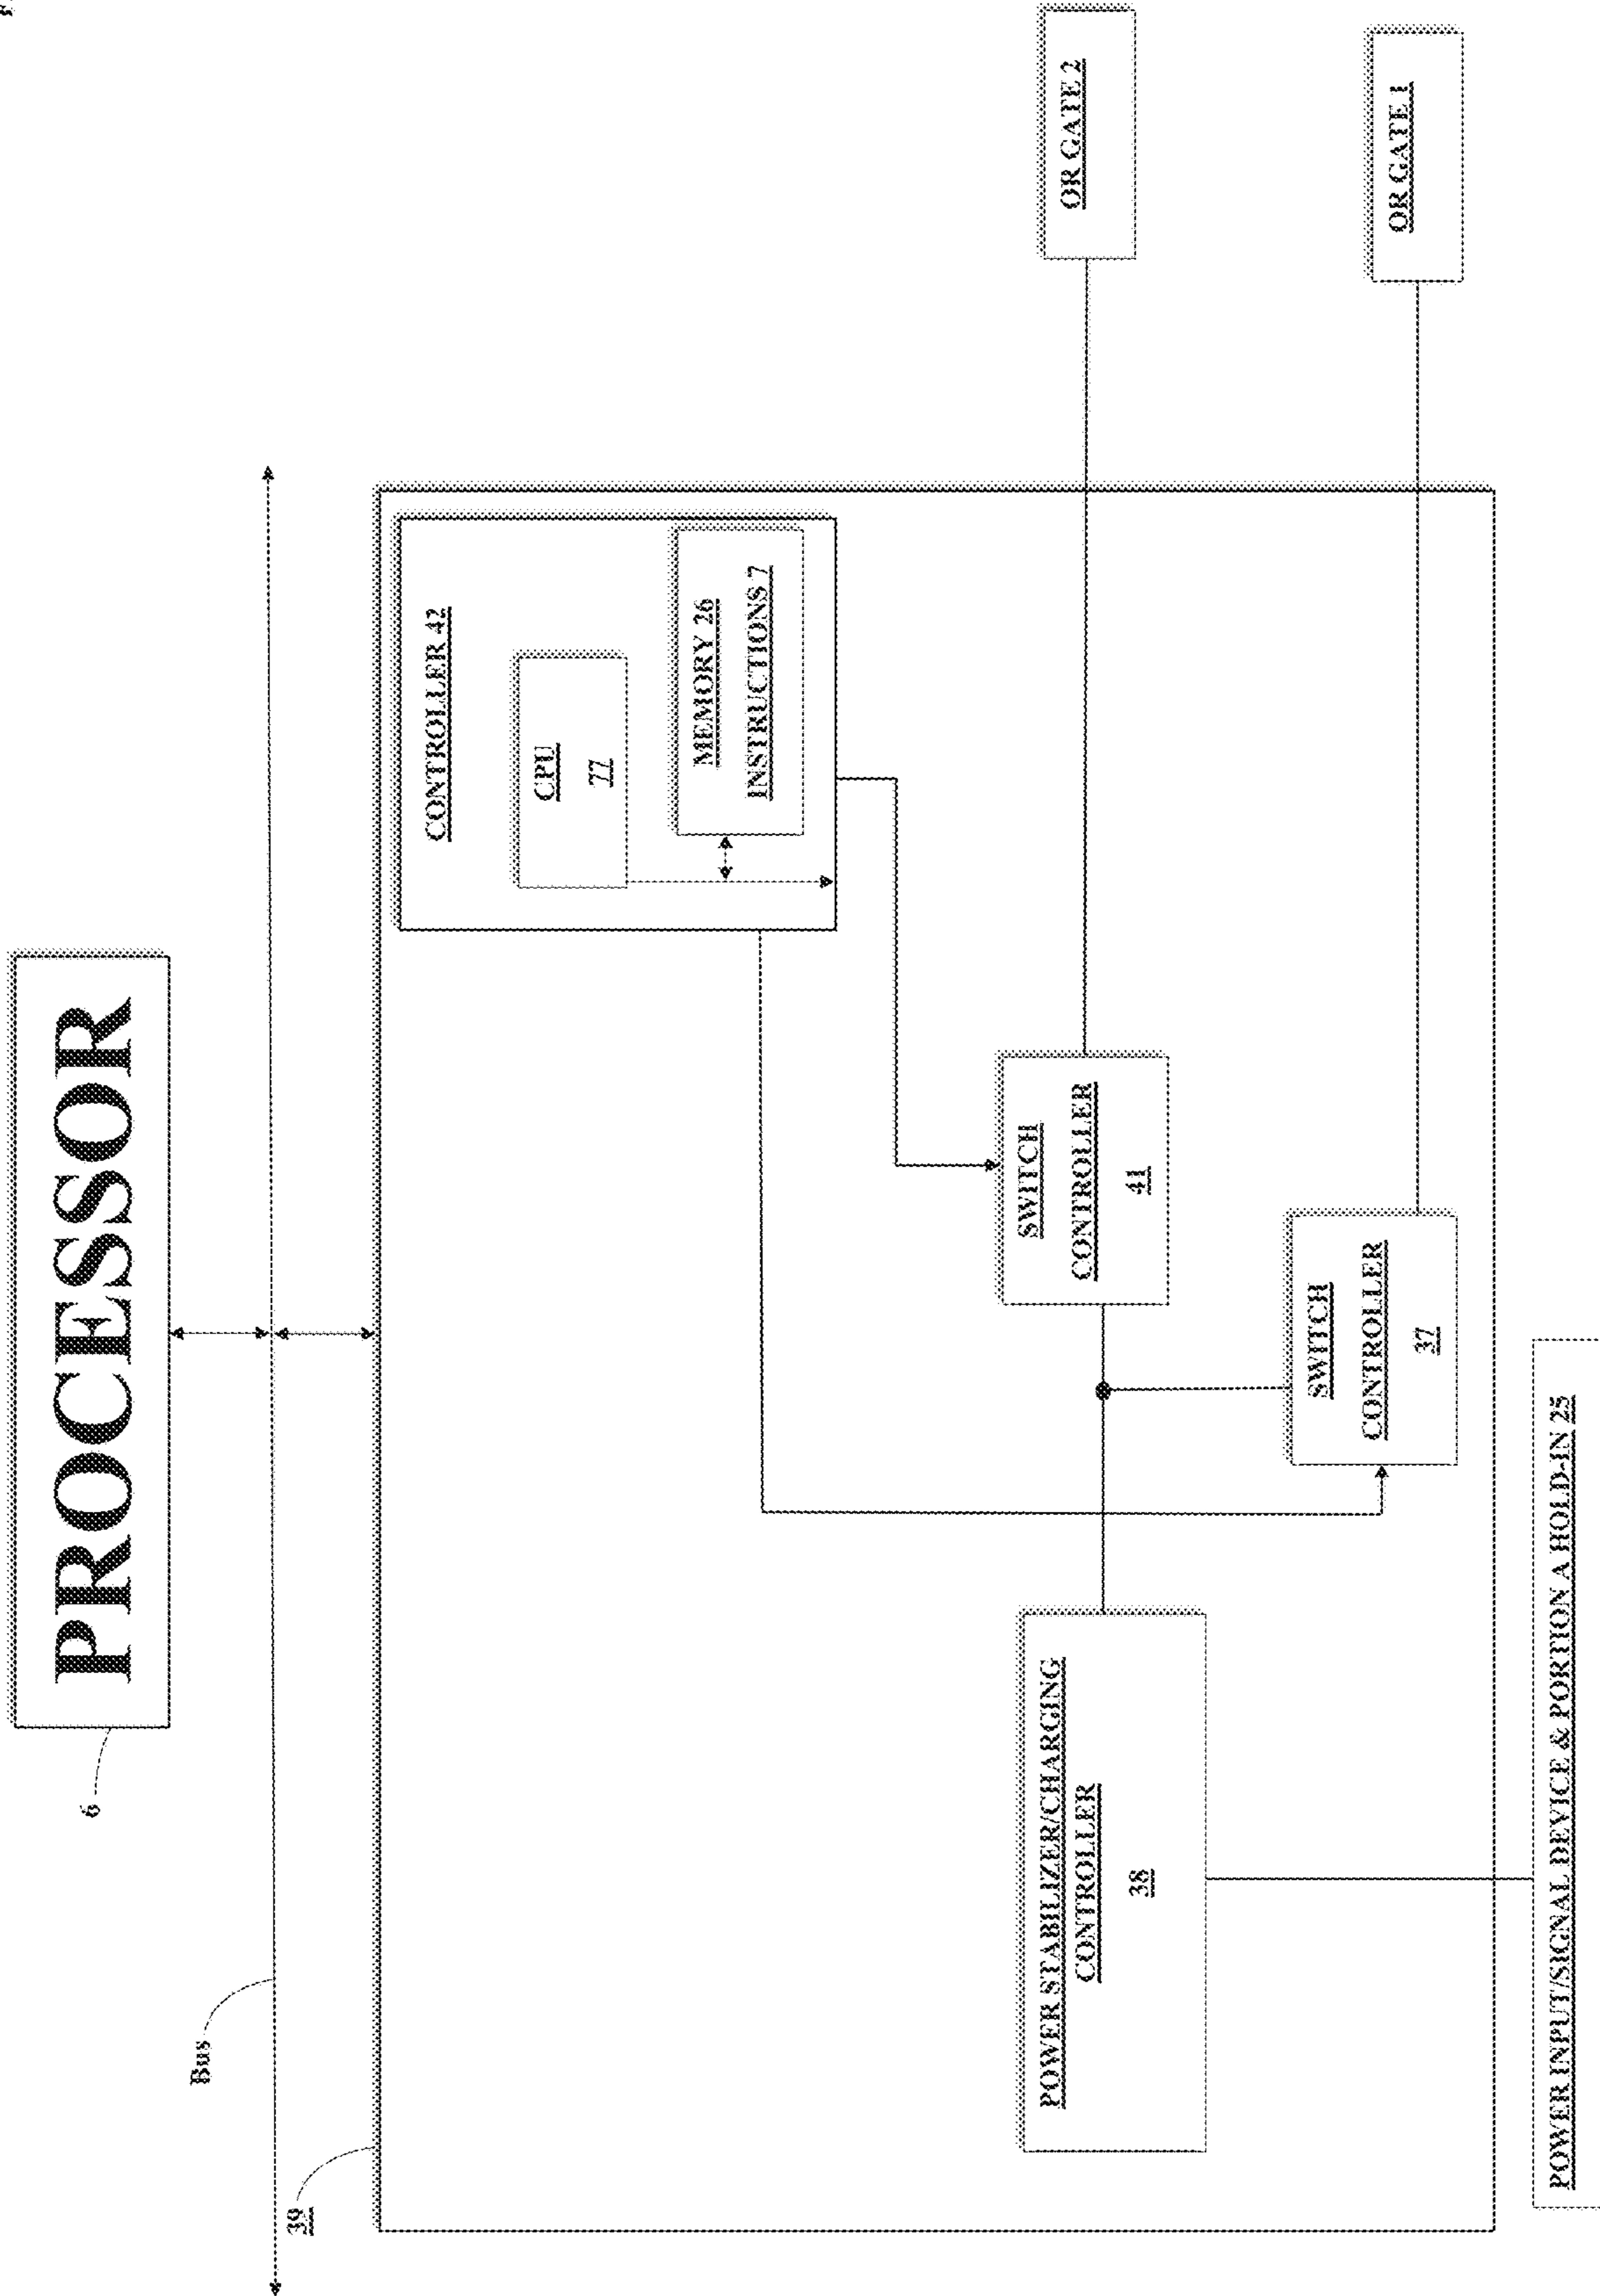 PROCESSOR
6
Bus
39
CONTROLLER 42
CPU
77
MEMORY 26
INSTRUCTIONS 7
OR GATE 2
SWITCH
CONTROLLER
41
OR GATE 1
SWITCH
CONTROLLER
37
POWER STABILIZER/CHARGING
CONTROLLER
38
POWER INPUT/SIGNAL DEVICE & PORTION A HOLD-IN 25